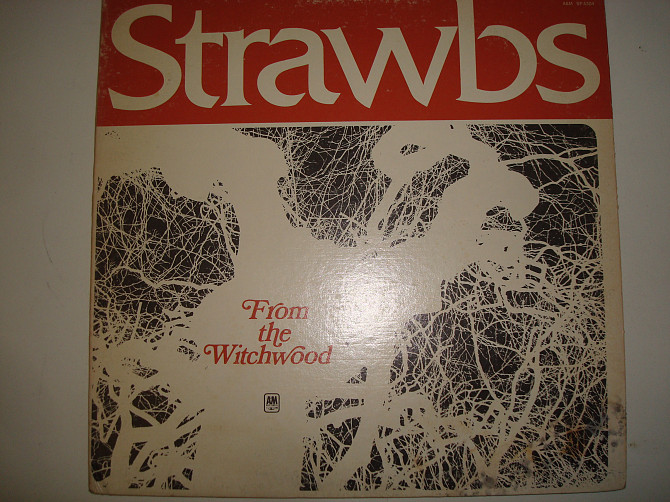 Strawbs
From
the
Witchwood
A&M